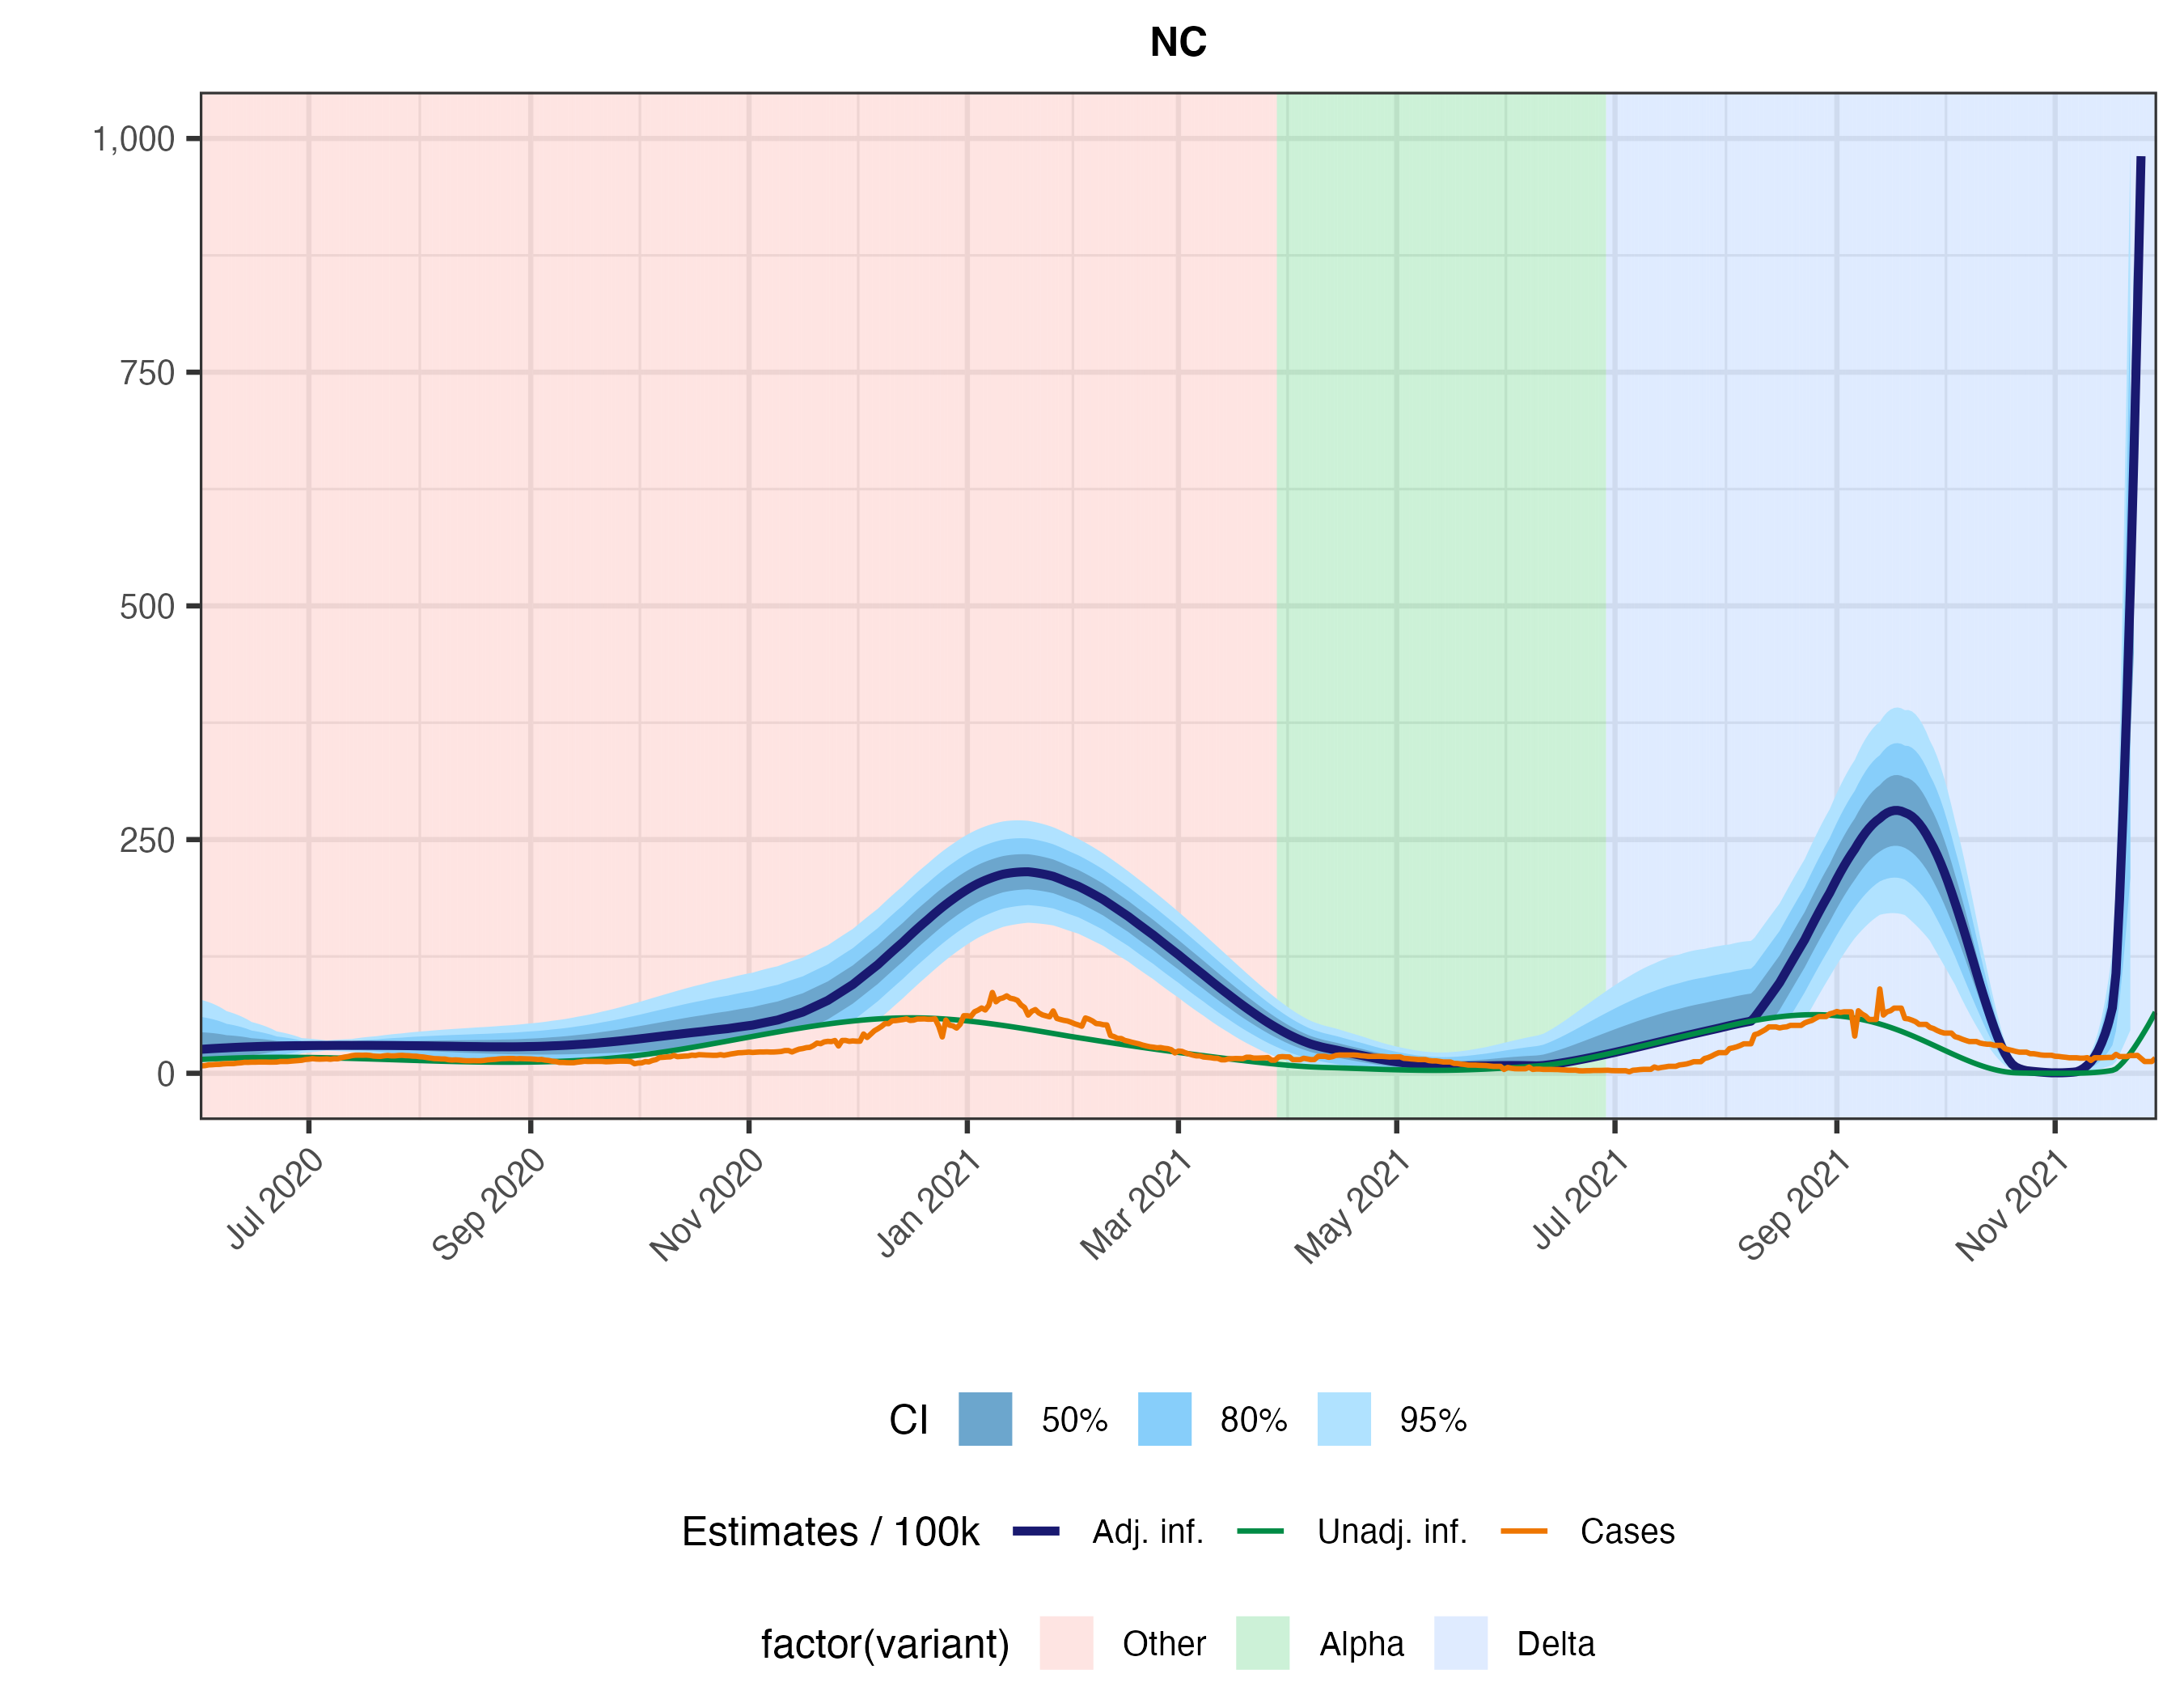 NC
1,000
750
500
250
0
Jul 2020
Sep 2020
Nov 2020
Jan 2021
Mar 2021
May 2021
Jul 2021
Sep 2021
Nov 2021
CI 50% 80% 95%
Estimates / 100k Adj. inf. Unadj. inf. Cases
factor(variant) Other Alpha Delta